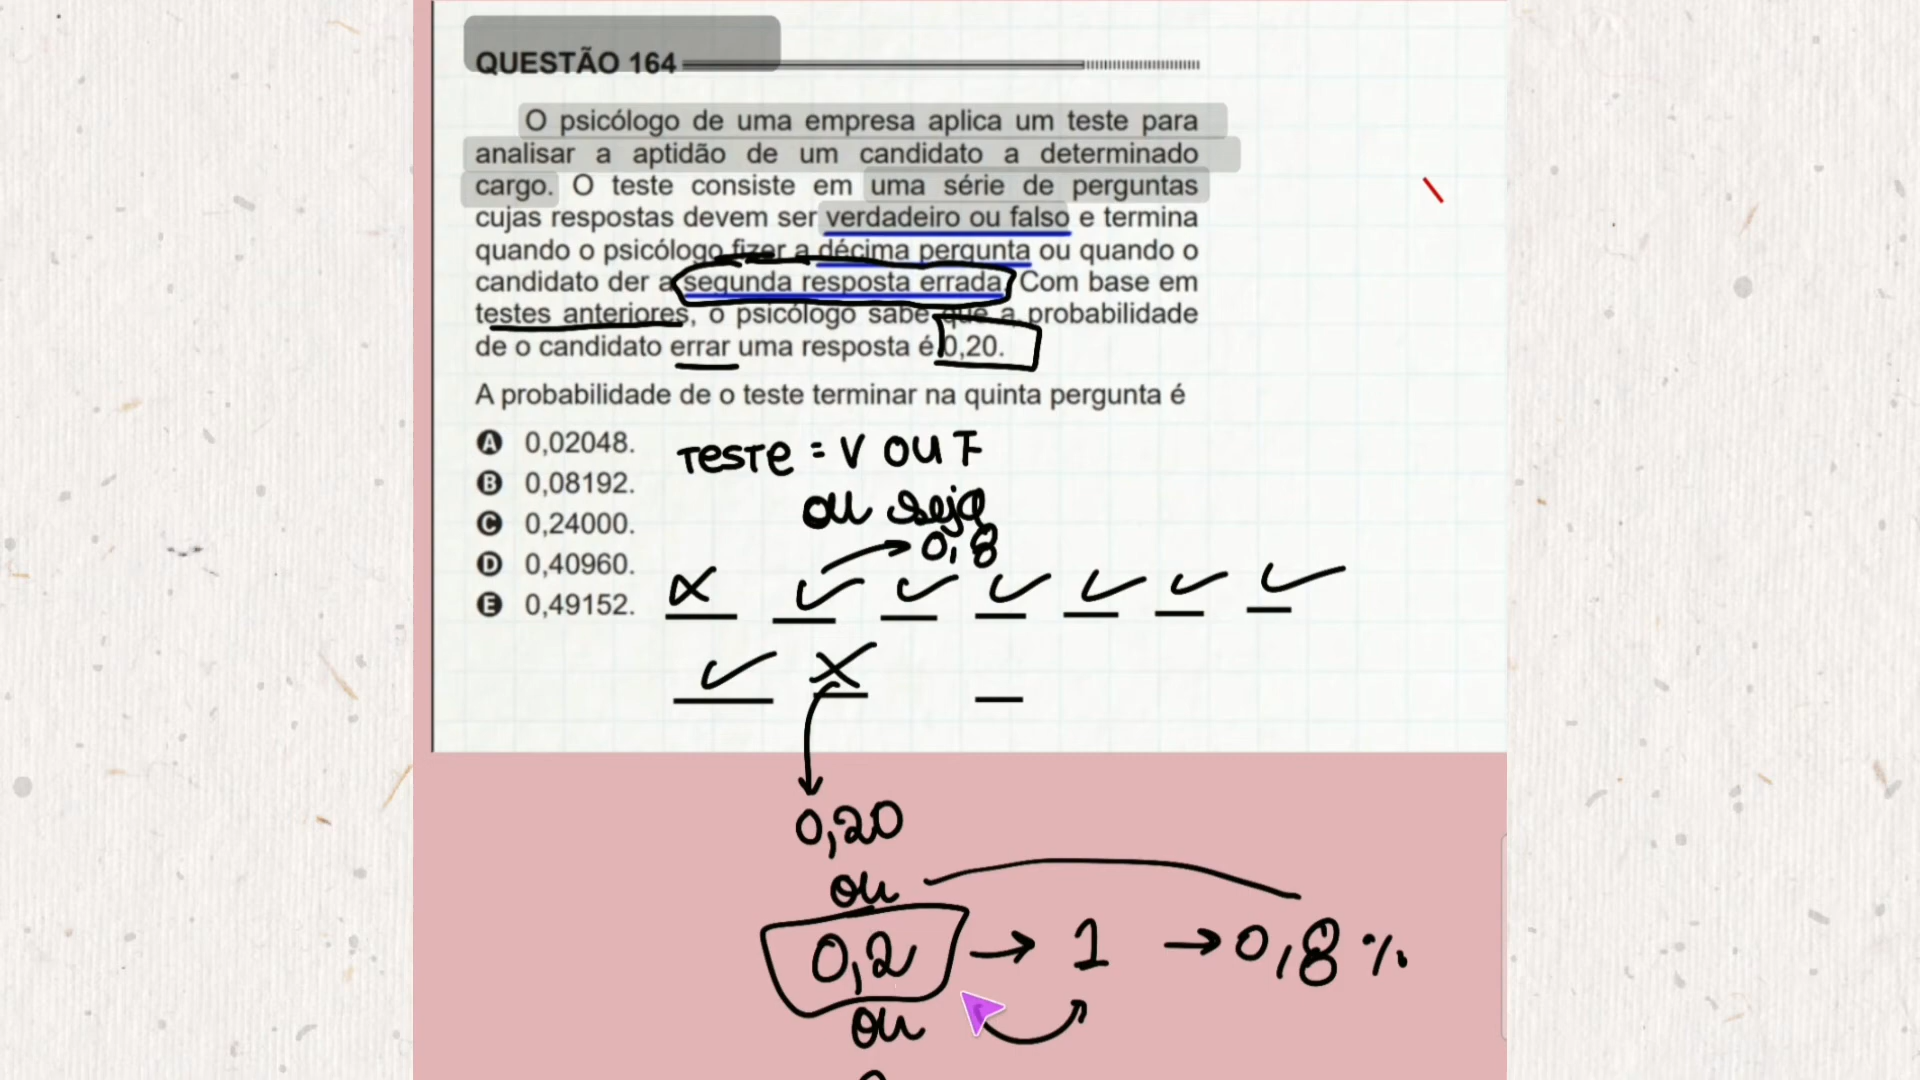 QUESTÃO 164
O psicólogo de uma empresa aplica um teste para
analisar a aptidão de um candidato a determinado
cargo. O teste consiste em uma série de perguntas
cujas respostas devem ser verdadeiro ou falso e termina
quando o psicólogo fizer a décima pergunta ou quando o
candidato der a segunda resposta errada. Com base em
testes anteriores, o psicólogo sabe que a probabilidade
de o candidato errar uma resposta é 0,20.
A probabilidade de o teste terminar na quinta pergunta é
A 0,02048.
B 0,08192.
C 0,24000.
D 0,40960.
E 0,49152.
TESTe = V OU F
ou seja
0,8
0,20
ou
0,2 → 1 → 0,8 %
ou